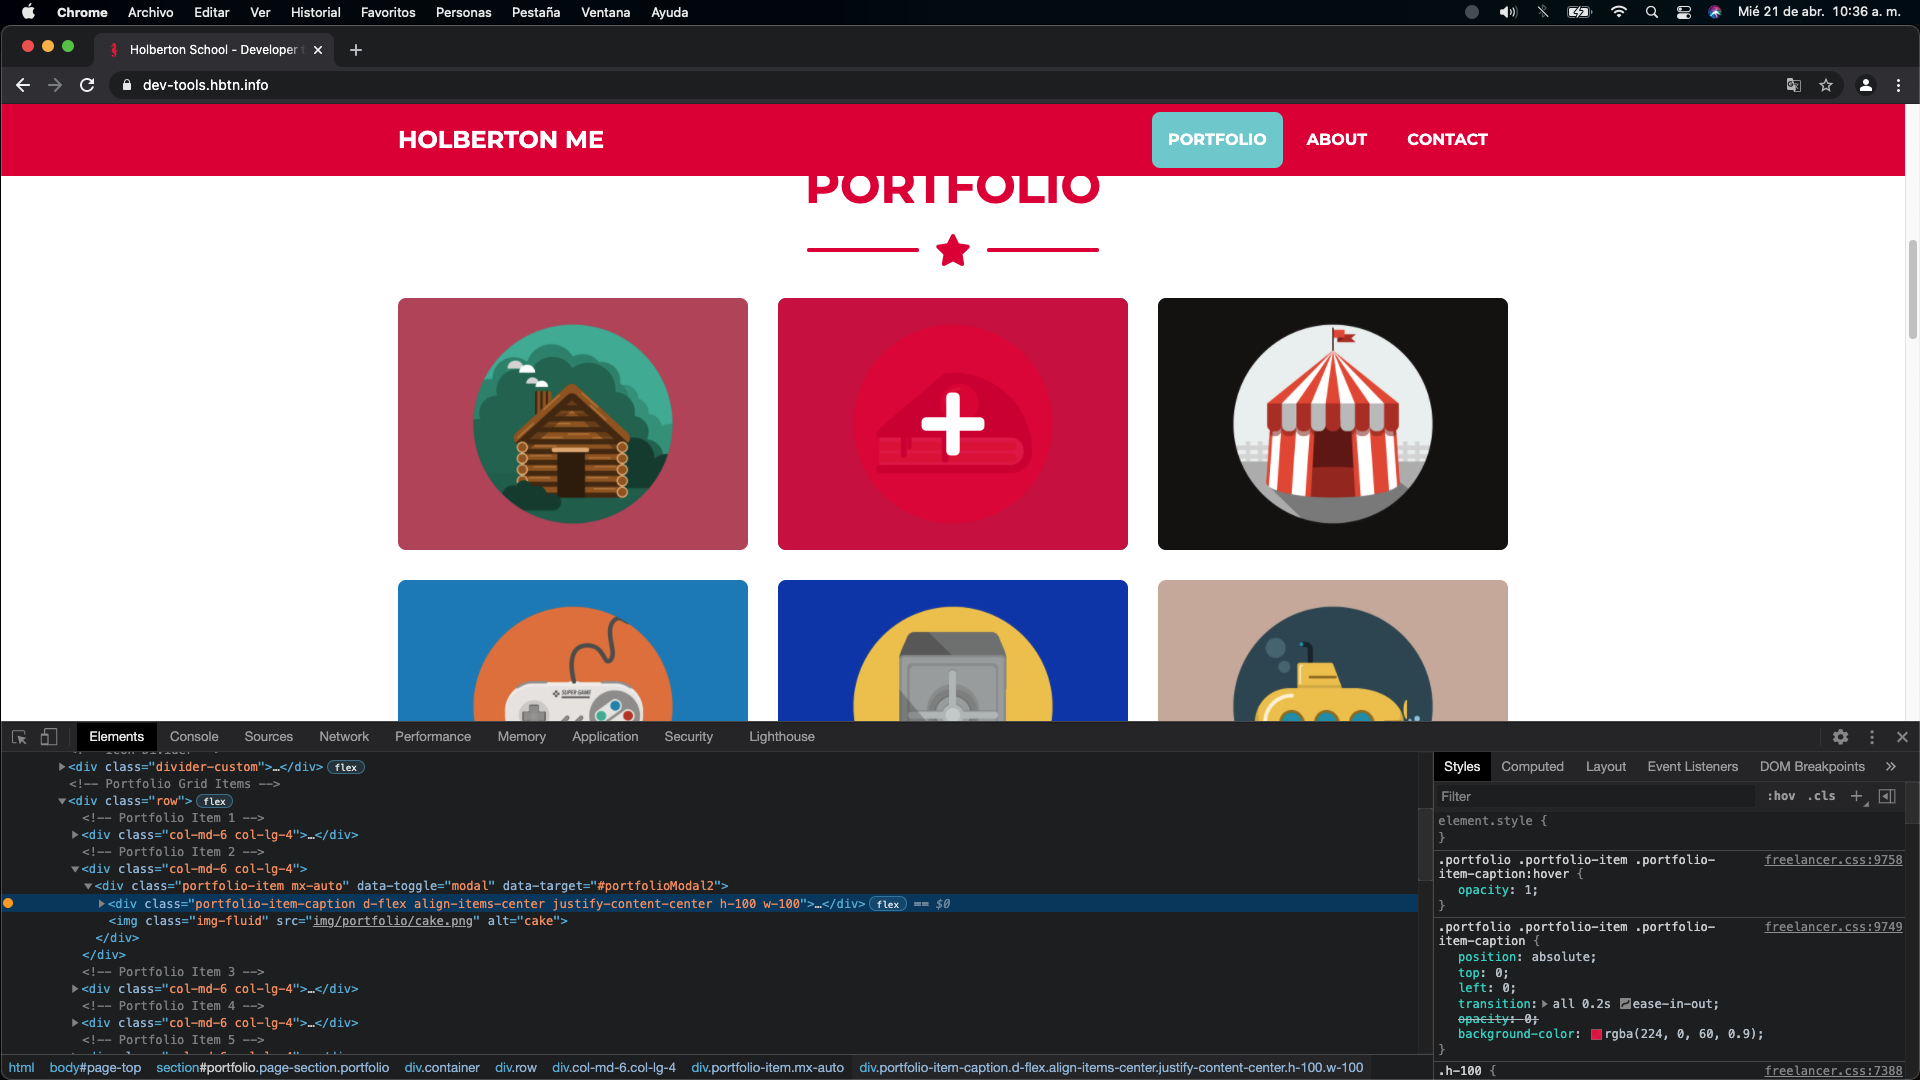 Chrome Archivo Editar Ver Historial Favoritos Personas Pestaña Ventana Ayuda Mié 21 de abr. 10:36 a. m.
Holberton School - Developer
dev-tools.hbtn.info
HOLBERTON ME PORTFOLIO ABOUT CONTACT
PORTFOLIO
SUPER GAME
Elements Console Sources Network Performance Memory Application Security Lighthouse
<div class="divider-custom">…</div> flex
<!-- Portfolio Grid Items -->
<div class="row"> flex
<!-- Portfolio Item 1 -->
<div class="col-md-6 col-lg-4">…</div>
<!-- Portfolio Item 2 -->
<div class="col-md-6 col-lg-4">
<div class="portfolio-item mx-auto" data-toggle="modal" data-target="#portfolioModal2">
<div class="portfolio-item-caption d-flex align-items-center justify-content-center h-100 w-100">…</div> flex == $0
<img class="img-fluid" src="img/portfolio/cake.png" alt="cake">
</div>
</div>
<!-- Portfolio Item 3 -->
<div class="col-md-6 col-lg-4">…</div>
<!-- Portfolio Item 4 -->
<div class="col-md-6 col-lg-4">…</div>
<!-- Portfolio Item 5 -->
html body#page-top section#portfolio.page-section.portfolio div.container div.row div.col-md-6.col-lg-4 div.portfolio-item.mx-auto div.portfolio-item-caption.d-flex.align-items-center.justify-content-center.h-100.w-100
Styles Computed Layout Event Listeners DOM Breakpoints »
Filter :hov .cls +
element.style {
}
.portfolio .portfolio-item .portfolio- freelancer.css:9758
item-caption:hover {
opacity: 1;
}
.portfolio .portfolio-item .portfolio- freelancer.css:9749
item-caption {
position: absolute;
top: 0;
left: 0;
transition: all 0.2s ease-in-out;
opacity: 0;
background-color: rgba(224, 0, 60, 0.9);
}
.h-100 { freelancer.css:7388